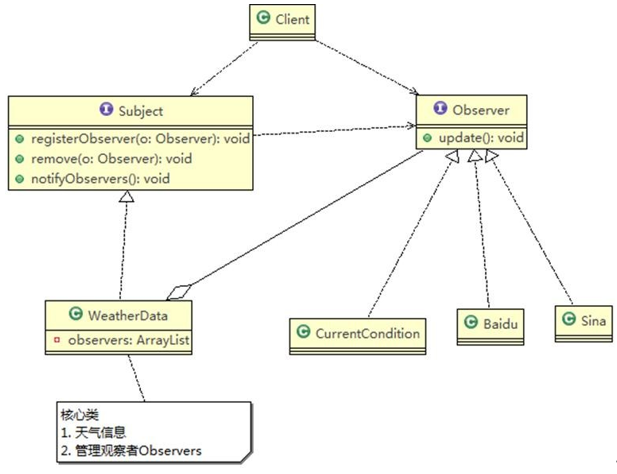 Client
Subject
registerObserver(o: Observer): void
remove(o: Observer): void
notifyObservers(): void
Observer
update(): void
WeatherData
observers: ArrayList
CurrentCondition
Baidu
Sina
核心类
1. 天气信息
2. 管理观察者Observers